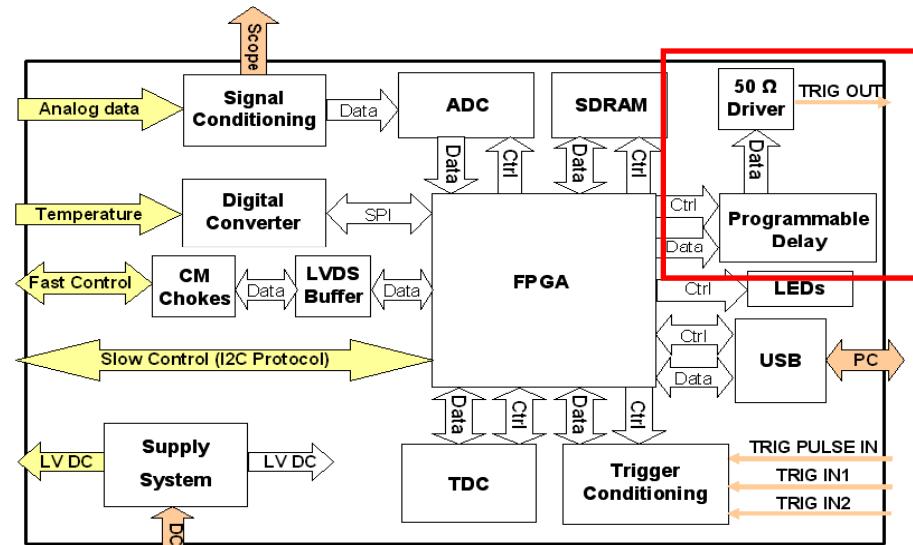 Scope
Analog data
Signal
Conditioning
Data
ADC
SDRAM
50 Ω
Driver
TRIG OUT
Data
Ctrl
Data
Ctrl
Data
Temperature
Digital
Converter
SPI
Ctrl
Data
Programmable
Delay
FPGA
Fast Control
CM
Chokes
Data
LVDS
Buffer
Data
Ctrl
LEDs
Slow Control (I2C Protocol)
Ctrl
Data
USB
PC
Data
Ctrl
Data
Ctrl
LV DC
Supply
System
LV DC
TDC
Trigger
Conditioning
TRIG PULSE IN
TRIG IN1
TRIG IN2
DC